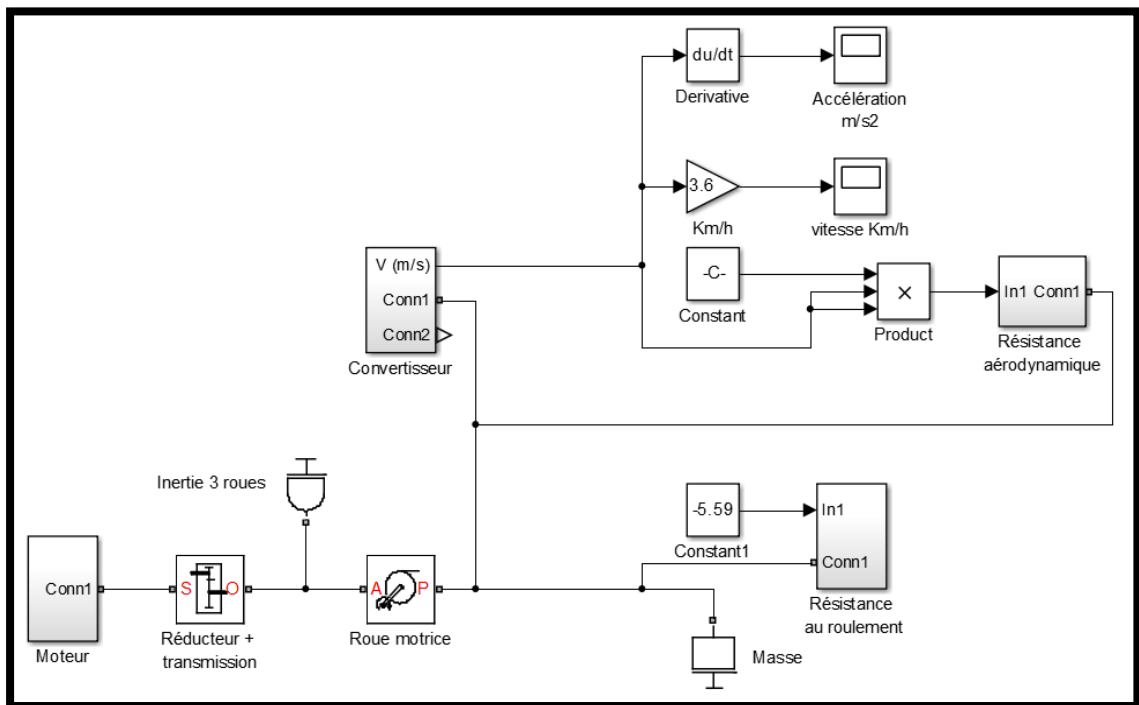 du/dt
Derivative
Accélération
m/s2
3.6
Km/h
vitesse Km/h
V (m/s)
Conn1
Conn2
Convertisseur
-C-
Constant
×
Product
In1 Conn1
Résistance
aérodynamique
Inertie 3 roues
-5.59
Constant1
In1
Conn1
Résistance
au roulement
Conn1
Moteur
S O
Réducteur +
transmission
A P
Roue motrice
Masse